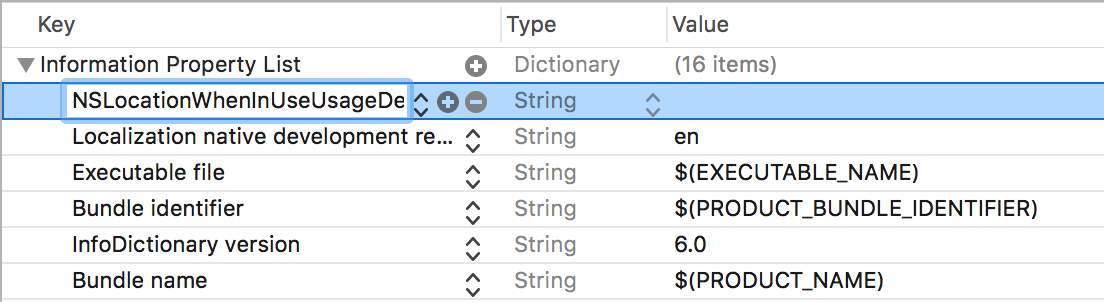 Key Type Value
Information Property List Dictionary (16 items)
NSLocationWhenInUseUsageDe String
Localization native development re... String en
Executable file String $(EXECUTABLE_NAME)
Bundle identifier String $(PRODUCT_BUNDLE_IDENTIFIER)
InfoDictionary version String 6.0
Bundle name String $(PRODUCT_NAME)